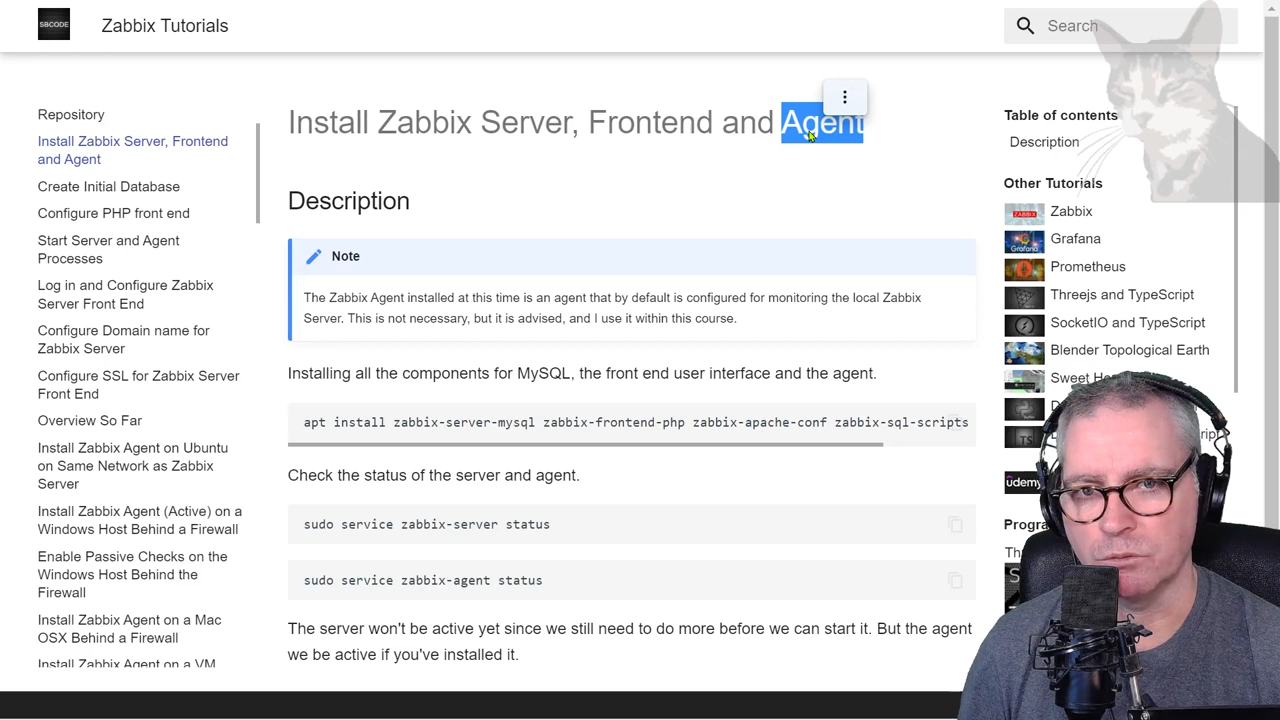 SBCODE
Zabbix Tutorials
Search
Repository
Install Zabbix Server, Frontend
and Agent
Create Initial Database
Configure PHP front end
Start Server and Agent
Processes
Log in and Configure Zabbix
Server Front End
Configure Domain name for
Zabbix Server
Configure SSL for Zabbix Server
Front End
Overview So Far
Install Zabbix Agent on Ubuntu
on Same Network as Zabbix
Server
Install Zabbix Agent (Active) on a
Windows Host Behind a Firewall
Enable Passive Checks on the
Windows Host Behind the
Firewall
Install Zabbix Agent on a Mac
OSX Behind a Firewall
Install Zabbix Agent on a VM
Install Zabbix Server, Frontend and Agent
Description
Note
The Zabbix Agent installed at this time is an agent that by default is configured for monitoring the local Zabbix
Server. This is not necessary, but it is advised, and I use it within this course.
Installing all the components for MySQL, the front end user interface and the agent.
apt install zabbix-server-mysql zabbix-frontend-php zabbix-apache-conf zabbix-sql-scripts
Check the status of the server and agent.
sudo service zabbix-server status
sudo service zabbix-agent status
The server won't be active yet since we still need to do more before we can start it. But the agent
we be active if you've installed it.
Table of contents
Description
Other Tutorials
ZABBIX
Zabbix
Grafana
Grafana
Prometheus
Threejs and TypeScript
SocketIO and TypeScript
Blender Topological Earth
Sweet
TS
udemy